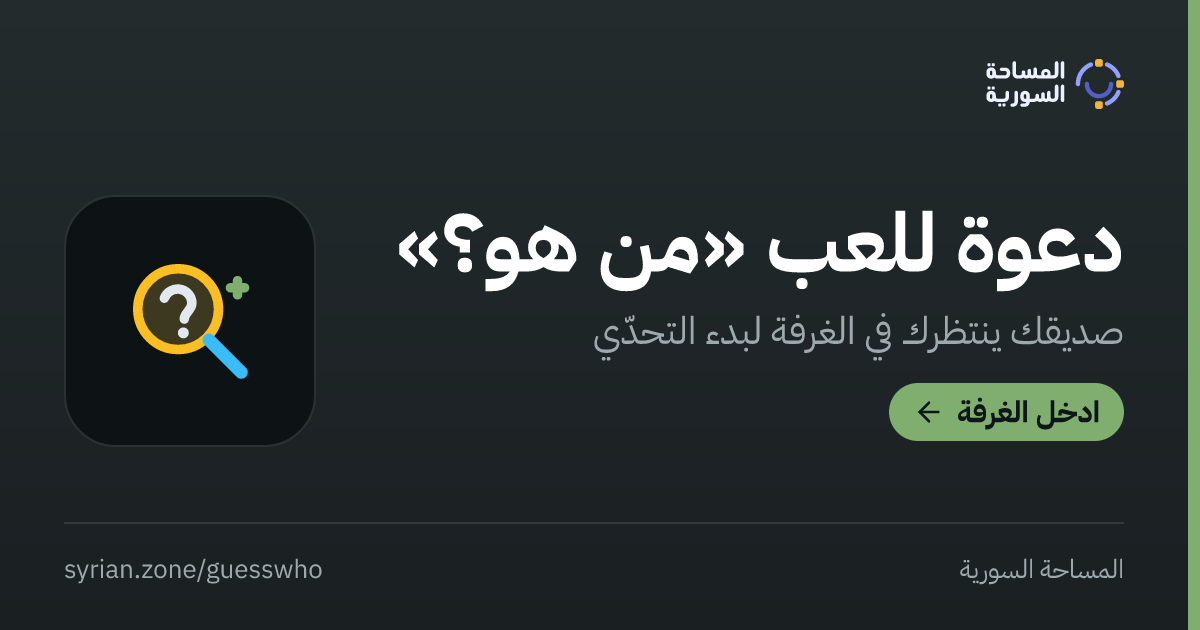 المساحة
السورية
دعوة للعب «من هو؟»
صديقك ينتظرك في الغرفة لبدء التحدّي
ادخل الغرفة ←
?
المساحة السورية
syrian.zone/guesswho